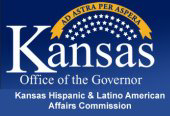 AD ASTRA PER ASPERA
Kansas
Office of the Governor
Kansas Hispanic & Latino American
Affairs Commission